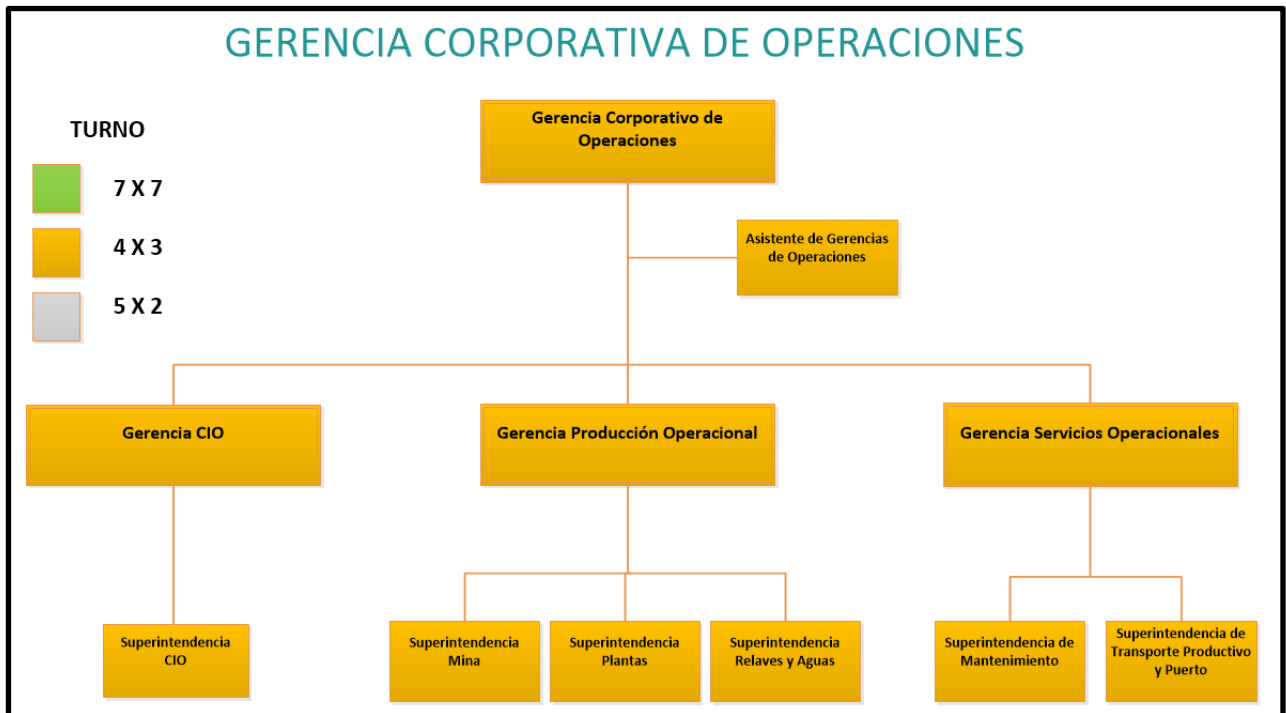 GERENCIA CORPORATIVA DE OPERACIONES
TURNO
7 X 7
4 X 3
5 X 2
Gerencia Corporativo de
Operaciones
Asistente de Gerencias
de Operaciones
Gerencia CIO
Gerencia Producción Operacional
Gerencia Servicios Operacionales
Superintendencia
CIO
Superintendencia
Mina
Superintendencia
Plantas
Superintendencia
Relaves y Aguas
Superintendencia de
Mantenimiento
Superintendencia de
Transporte Productivo
y Puerto